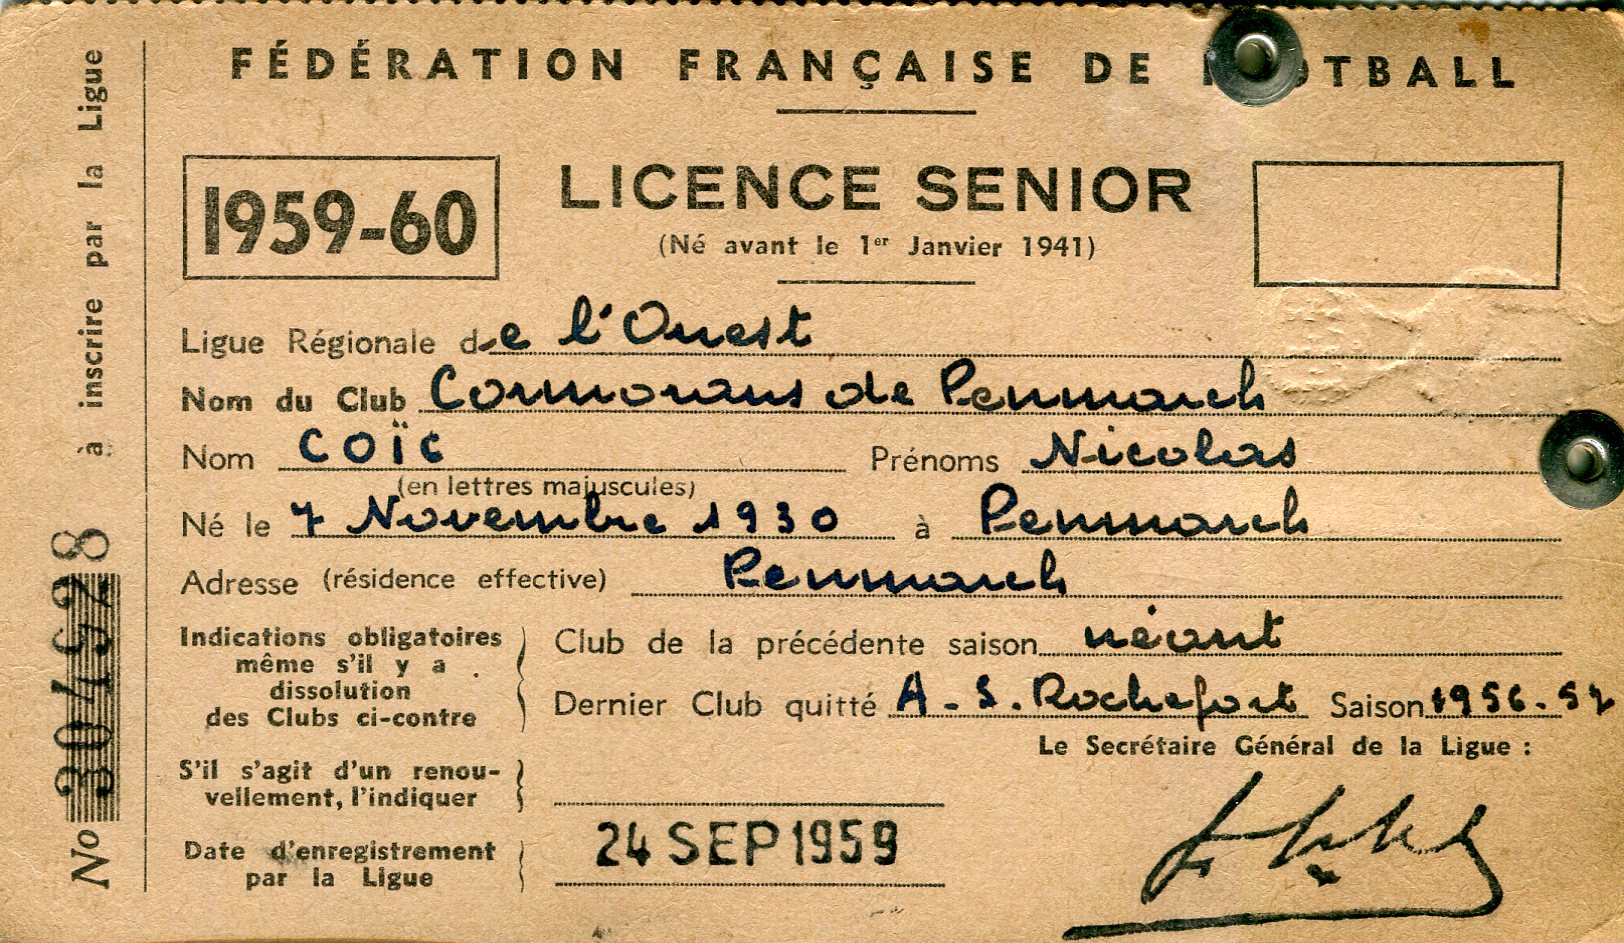 FÉDÉRATION FRANÇAISE DE FOOTBALL
1959-60
LICENCE SENIOR
(Né avant le 1er Janvier 1941)
Ligue Régionale de l'Ouest
Nom du Club Cormorans de Penmarch
Nom COÏC Prénoms Nicolas
(en lettres majuscules)
Né le 7 Novembre 1930 à Penmarch
Adresse (résidence effective) Penmarch
Indications obligatoires
même s'il y a
dissolution
des Clubs ci-contre
Club de la précédente saison néant
Dernier Club quitté A.S. Rochefort Saison 1956-57
Le Secrétaire Général de la Ligue :
S'il s'agit d'un renou-
vellement, l'indiquer
Date d'enregistrement
par la Ligue
24 SEP 1959
No
à inscrire par la Ligue